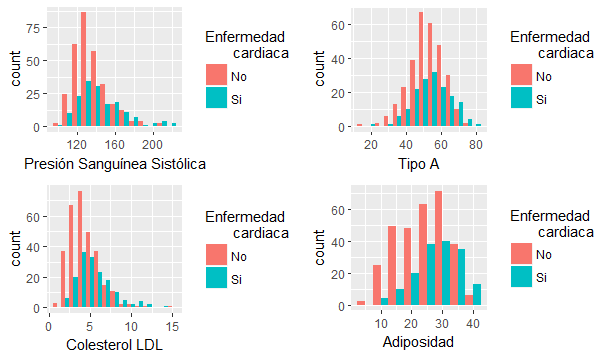 75
50
25
0
count
120
160
200
Presión Sanguínea Sistólica
Enfermedad
cardiaca
No
Si
60
40
20
0
count
20
40
60
80
Tipo A
Enfermedad
cardiaca
No
Si
60
40
20
0
count
0
5
10
15
Colesterol LDL
Enfermedad
cardiaca
No
Si
60
40
20
0
count
10
20
30
40
Adiposidad
Enfermedad
cardiaca
No
Si